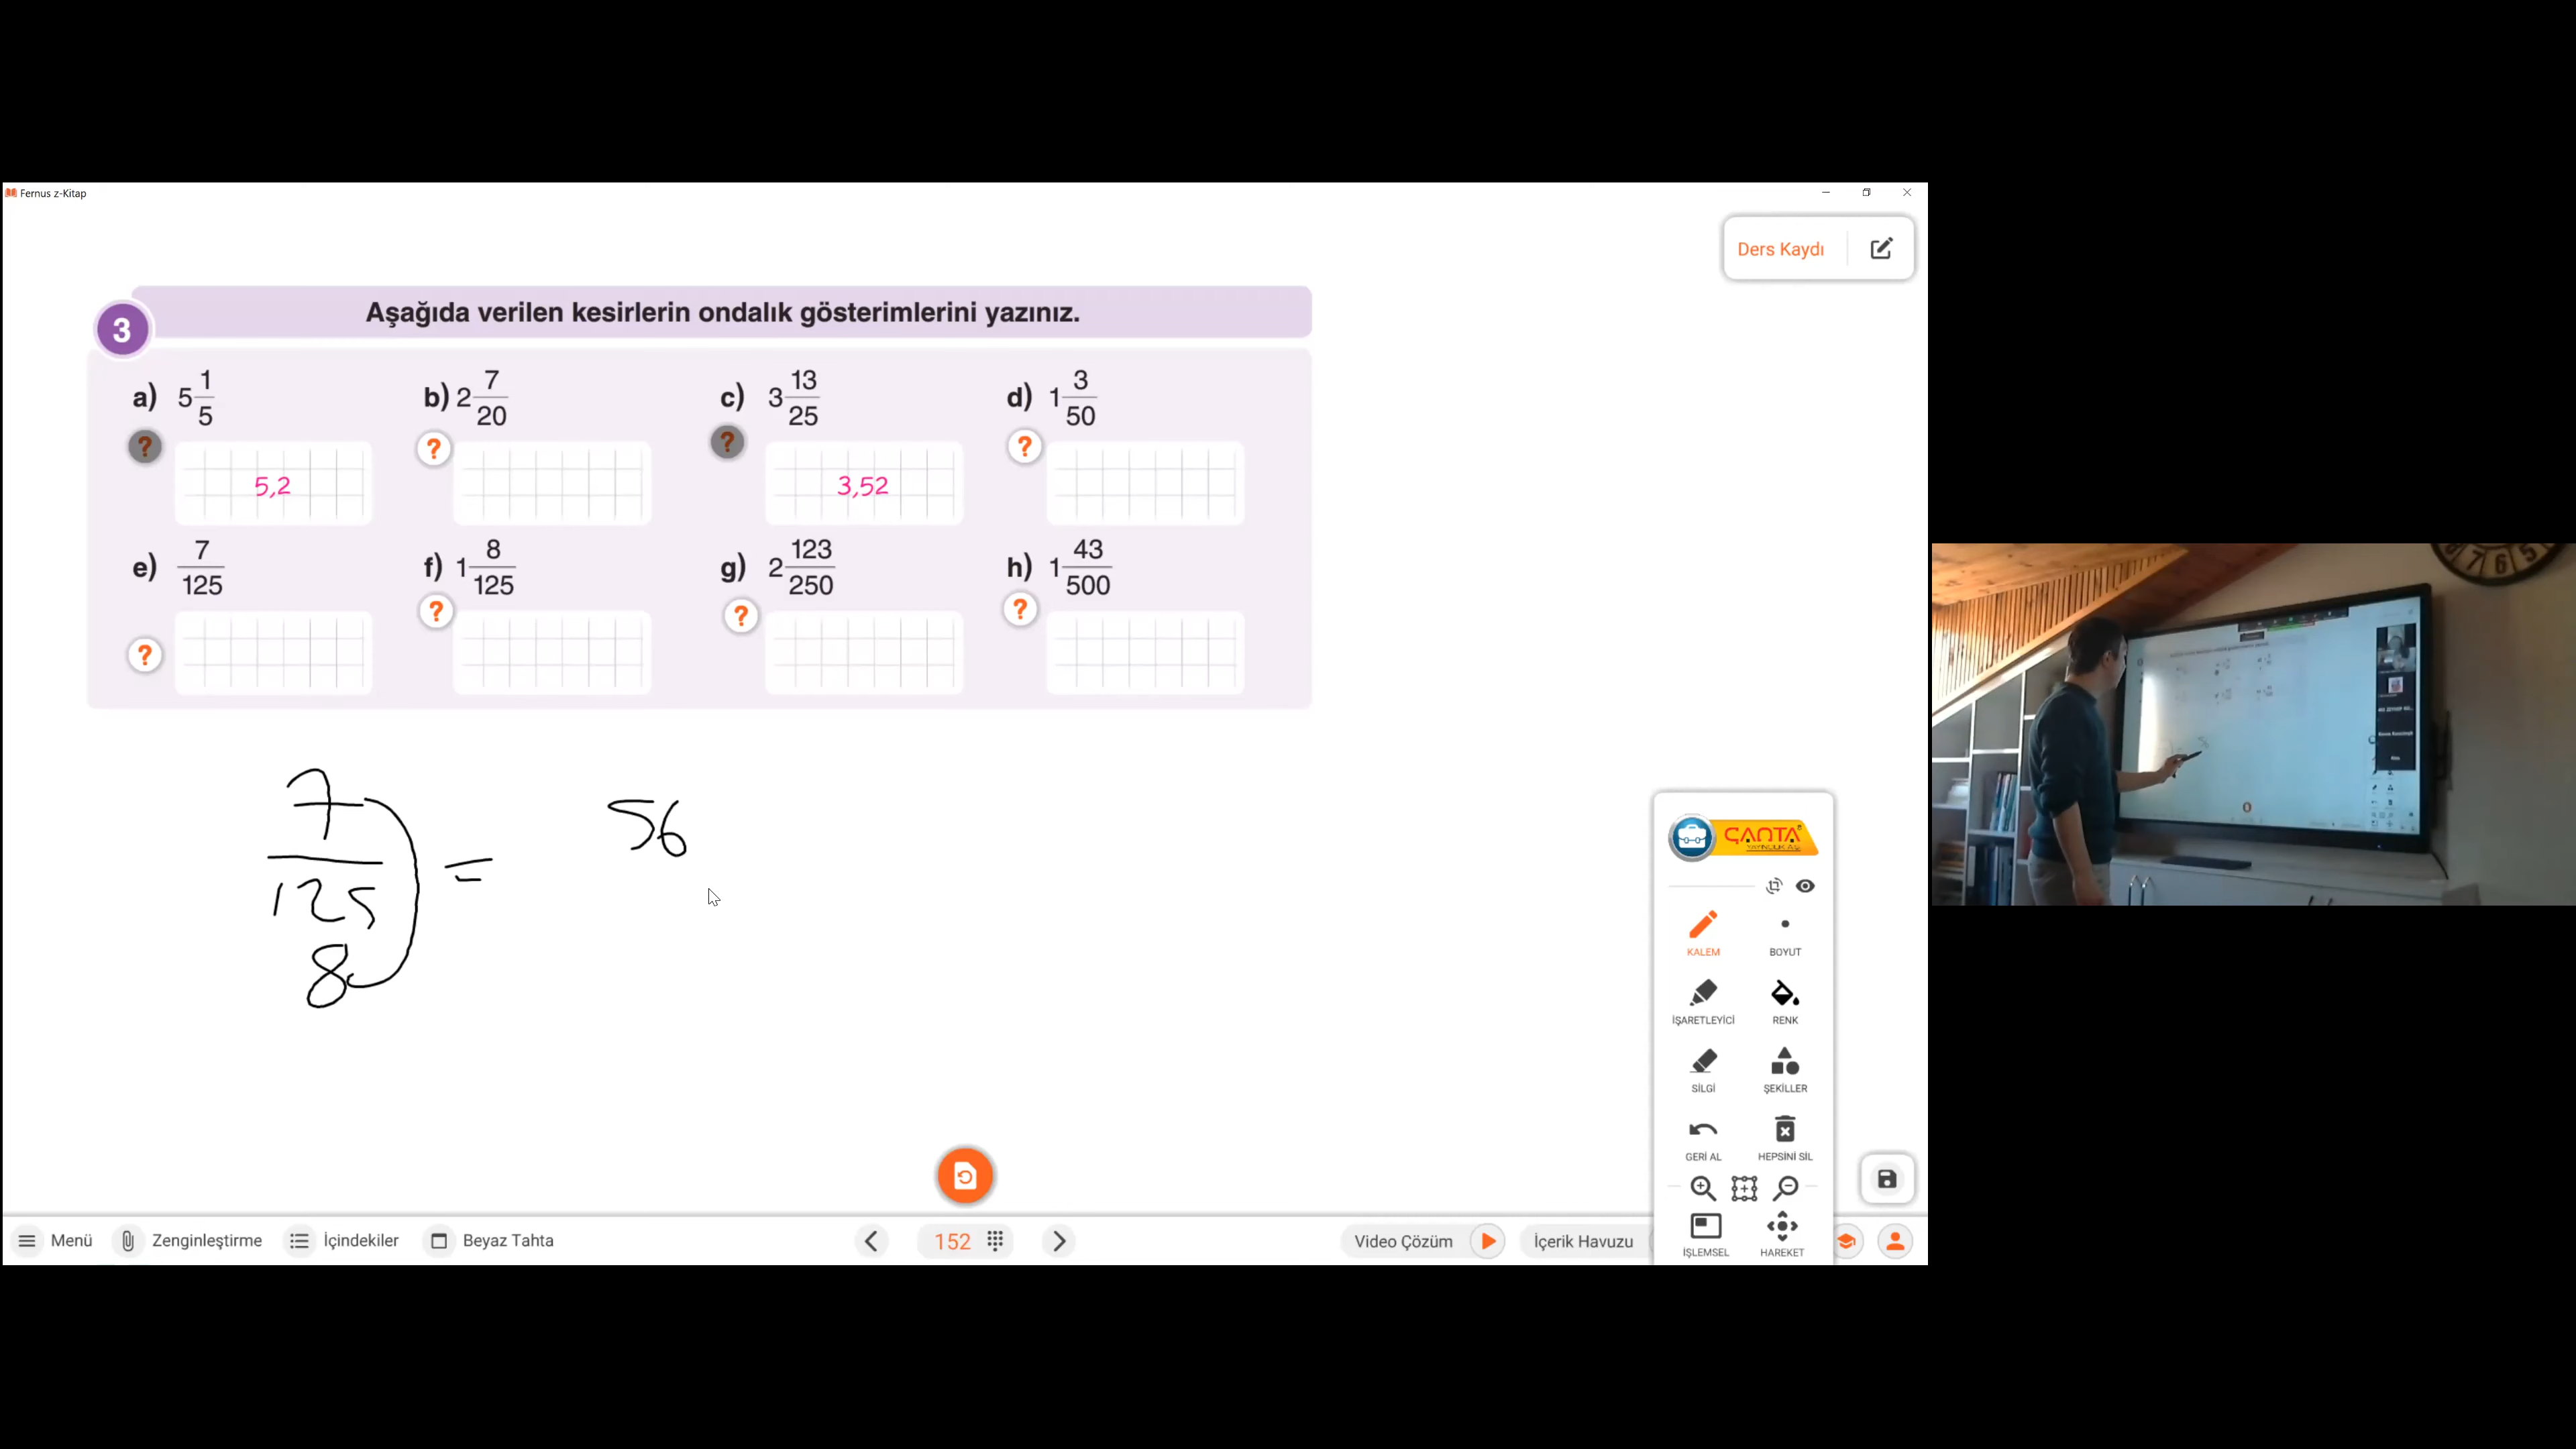 Fernus z-Kitap
Ders Kaydı
3
Aşağıda verilen kesirlerin ondalık gösterimlerini yazınız.
a) 5 1/5
b) 2 7/20
c) 3 13/25
d) 1 3/50
? ? ? ?
5,2
3,52
e) 7/125
f) 1 8/125
g) 2 123/250
h) 1 43/500
? ? ? ?
7/125 = 56
8
ÇANTA
KALEM
BOYUT
İŞARETLEYİCİ
RENK
SİLGİ
ŞEKİLLER
GERİ AL
HEPSİNİ SİL
İŞLEMSEL
HAREKET
Menü
Zenginleştirme
İçindekiler
Beyaz Tahta
152
Video Çözüm
İçerik Havuzu